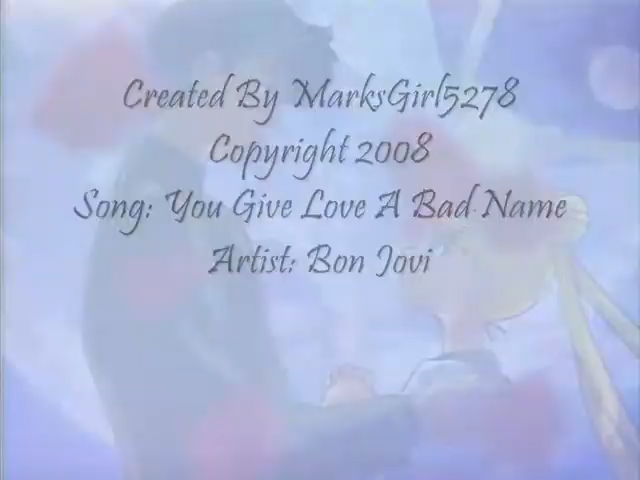 Created By MarksGirl5278
Copyright 2008
Song: You Give Love A Bad Name
Artist: Bon Jovi